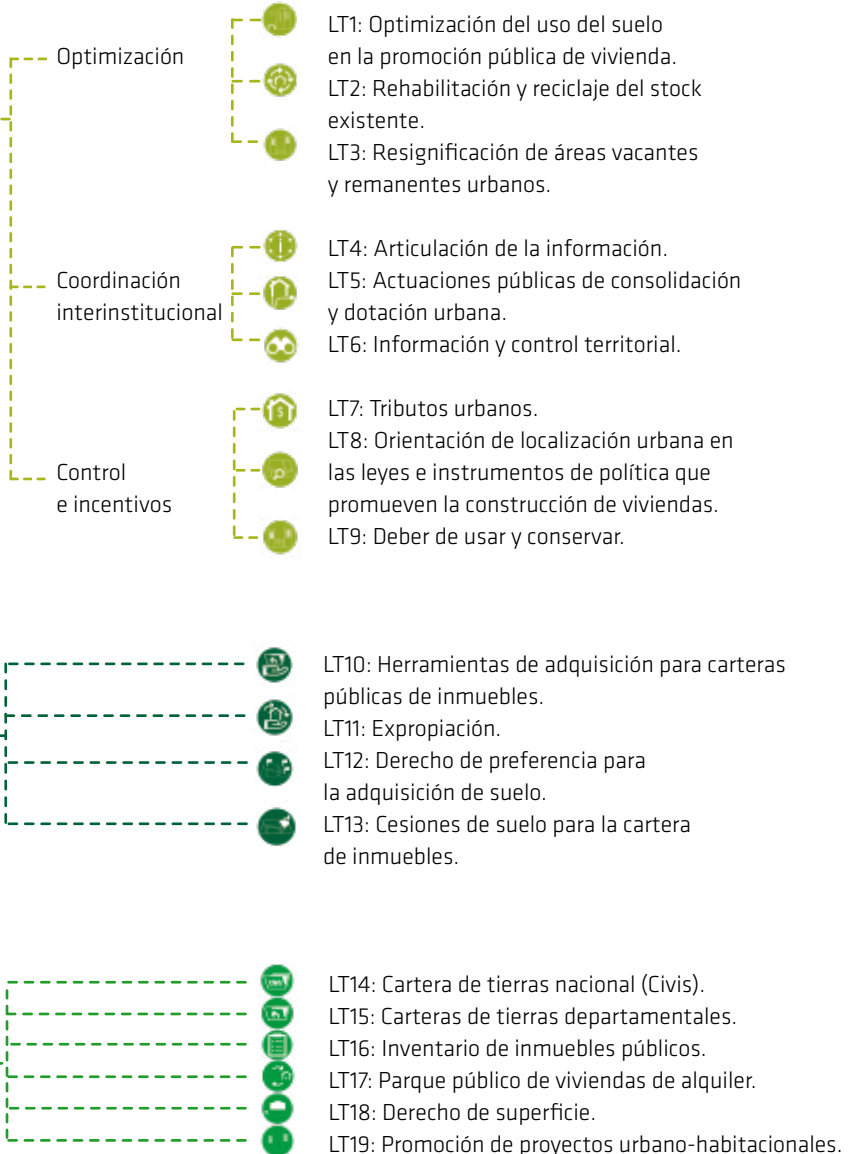 Optimización
LT1: Optimización del uso del suelo
en la promoción pública de vivienda.
LT2: Rehabilitación y reciclaje del stock
existente.
LT3: Resignificación de áreas vacantes
y remanentes urbanos.
Coordinación
interinstitucional
LT4: Articulación de la información.
LT5: Actuaciones públicas de consolidación
y dotación urbana.
LT6: Información y control territorial.
Control
e incentivos
LT7: Tributos urbanos.
LT8: Orientación de localización urbana en
las leyes e instrumentos de política que
promueven la construcción de viviendas.
LT9: Deber de usar y conservar.
LT10: Herramientas de adquisición para carteras
públicas de inmuebles.
LT11: Expropiación.
LT12: Derecho de preferencia para
la adquisición de suelo.
LT13: Cesiones de suelo para la cartera
de inmuebles.
LT14: Cartera de tierras nacional (Civis).
LT15: Carteras de tierras departamentales.
LT16: Inventario de inmuebles públicos.
LT17: Parque público de viviendas de alquiler.
LT18: Derecho de superficie.
LT19: Promoción de proyectos urbano-habitacionales.